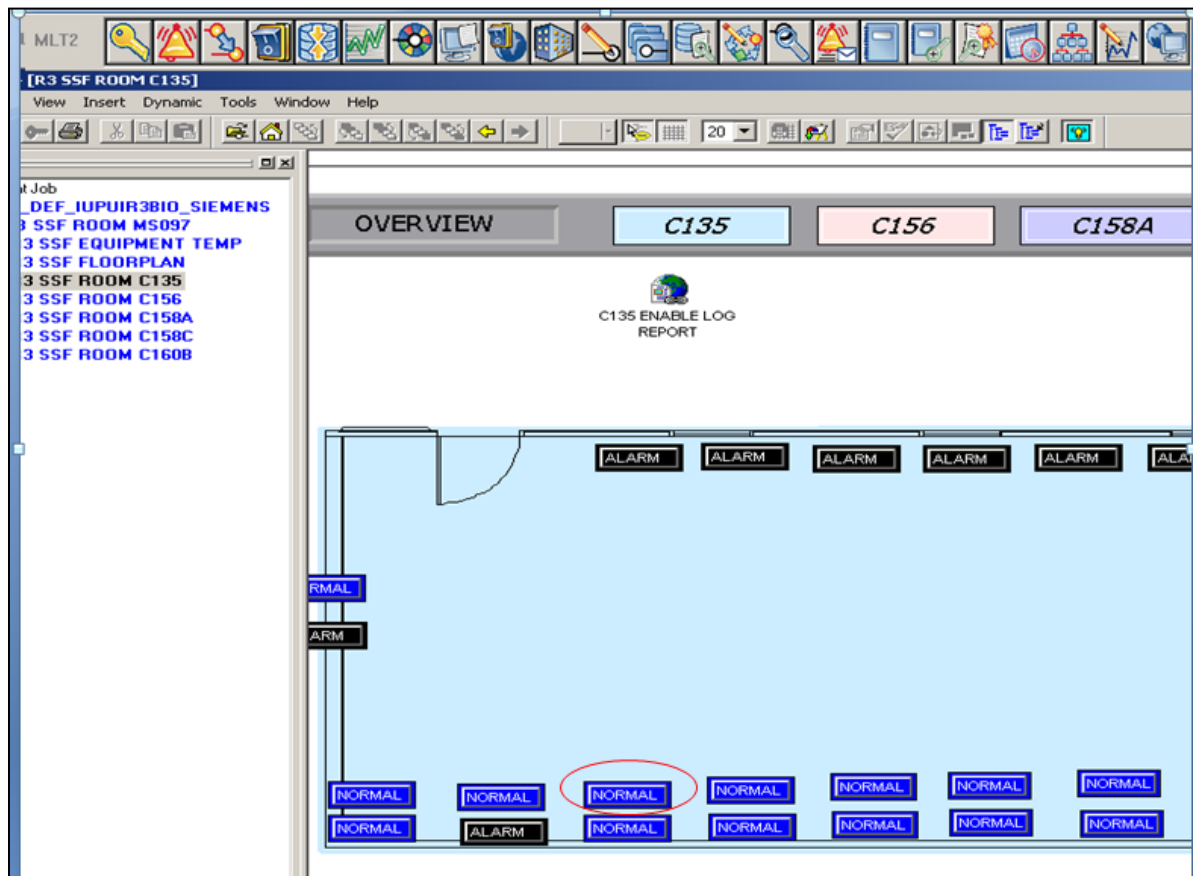 MLT2
[R3 SSF ROOM C135]
View Insert Dynamic Tools Window Help
20
Job
_DEF_IUPUIR3BIO_SIEMENS
SSF ROOM MS097
3 SSF EQUIPMENT TEMP
3 SSF FLOORPLAN
3 SSF ROOM C135
3 SSF ROOM C156
3 SSF ROOM C158A
3 SSF ROOM C158C
3 SSF ROOM C160B
OVERVIEW C135 C156 C158A
C135 ENABLE LOG
REPORT
ALARM ALARM ALARM ALARM ALARM ALA
RMAL
ARM
NORMAL NORMAL NORMAL NORMAL NORMAL NORMAL NORMAL
NORMAL ALARM NORMAL NORMAL NORMAL NORMAL NORMAL